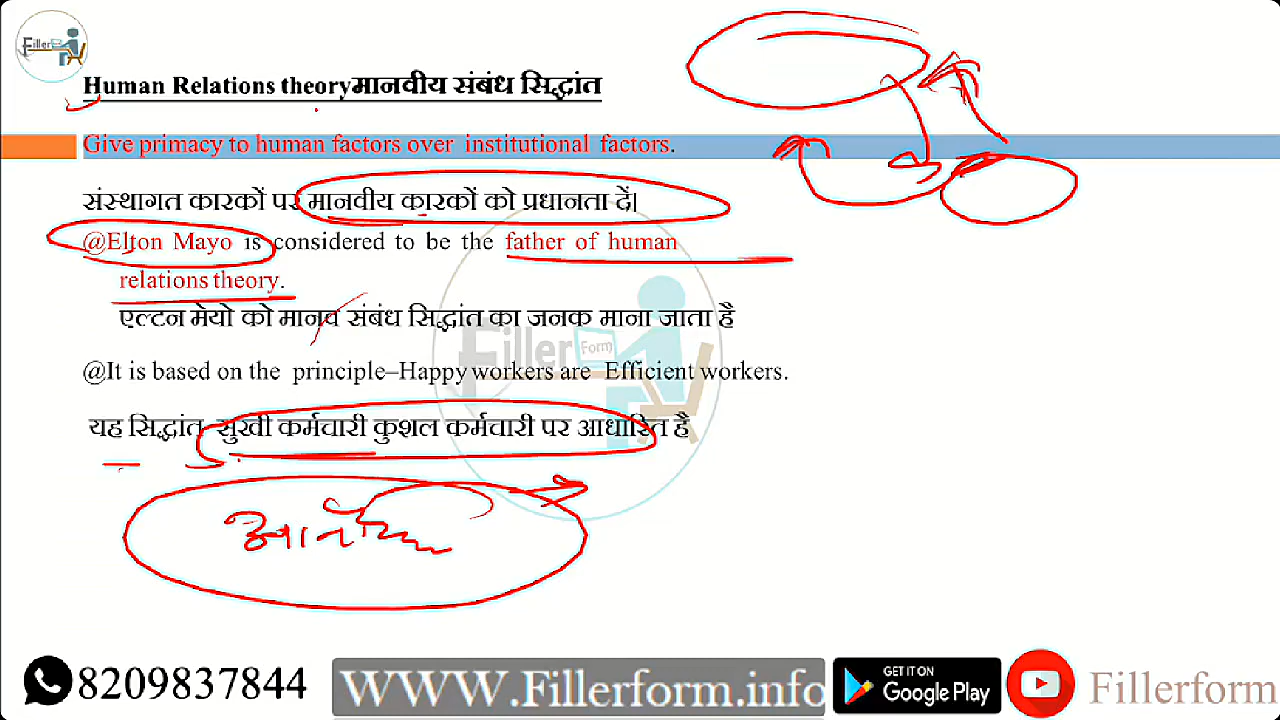 Filler
Human Relations theoryमानवीय संबंध सिद्धांत
Give primacy to human factors over institutional factors.
संस्थागत कारकों पर मानवीय कारकों को प्रधानता दें|
@Elton Mayo is considered to be the father of human
relations theory.
एल्टन मेयो को मानव संबंध सिद्धांत का जनक माना जाता है
Filler Form
@It is based on the principle–Happy workers are Efficient workers.
यह सिद्धांत सुखी कर्मचारी कुशल कर्मचारी पर आधारित है
8209837844
WWW.Fillerform.info
GET IT ON
Google Play
Fillerform